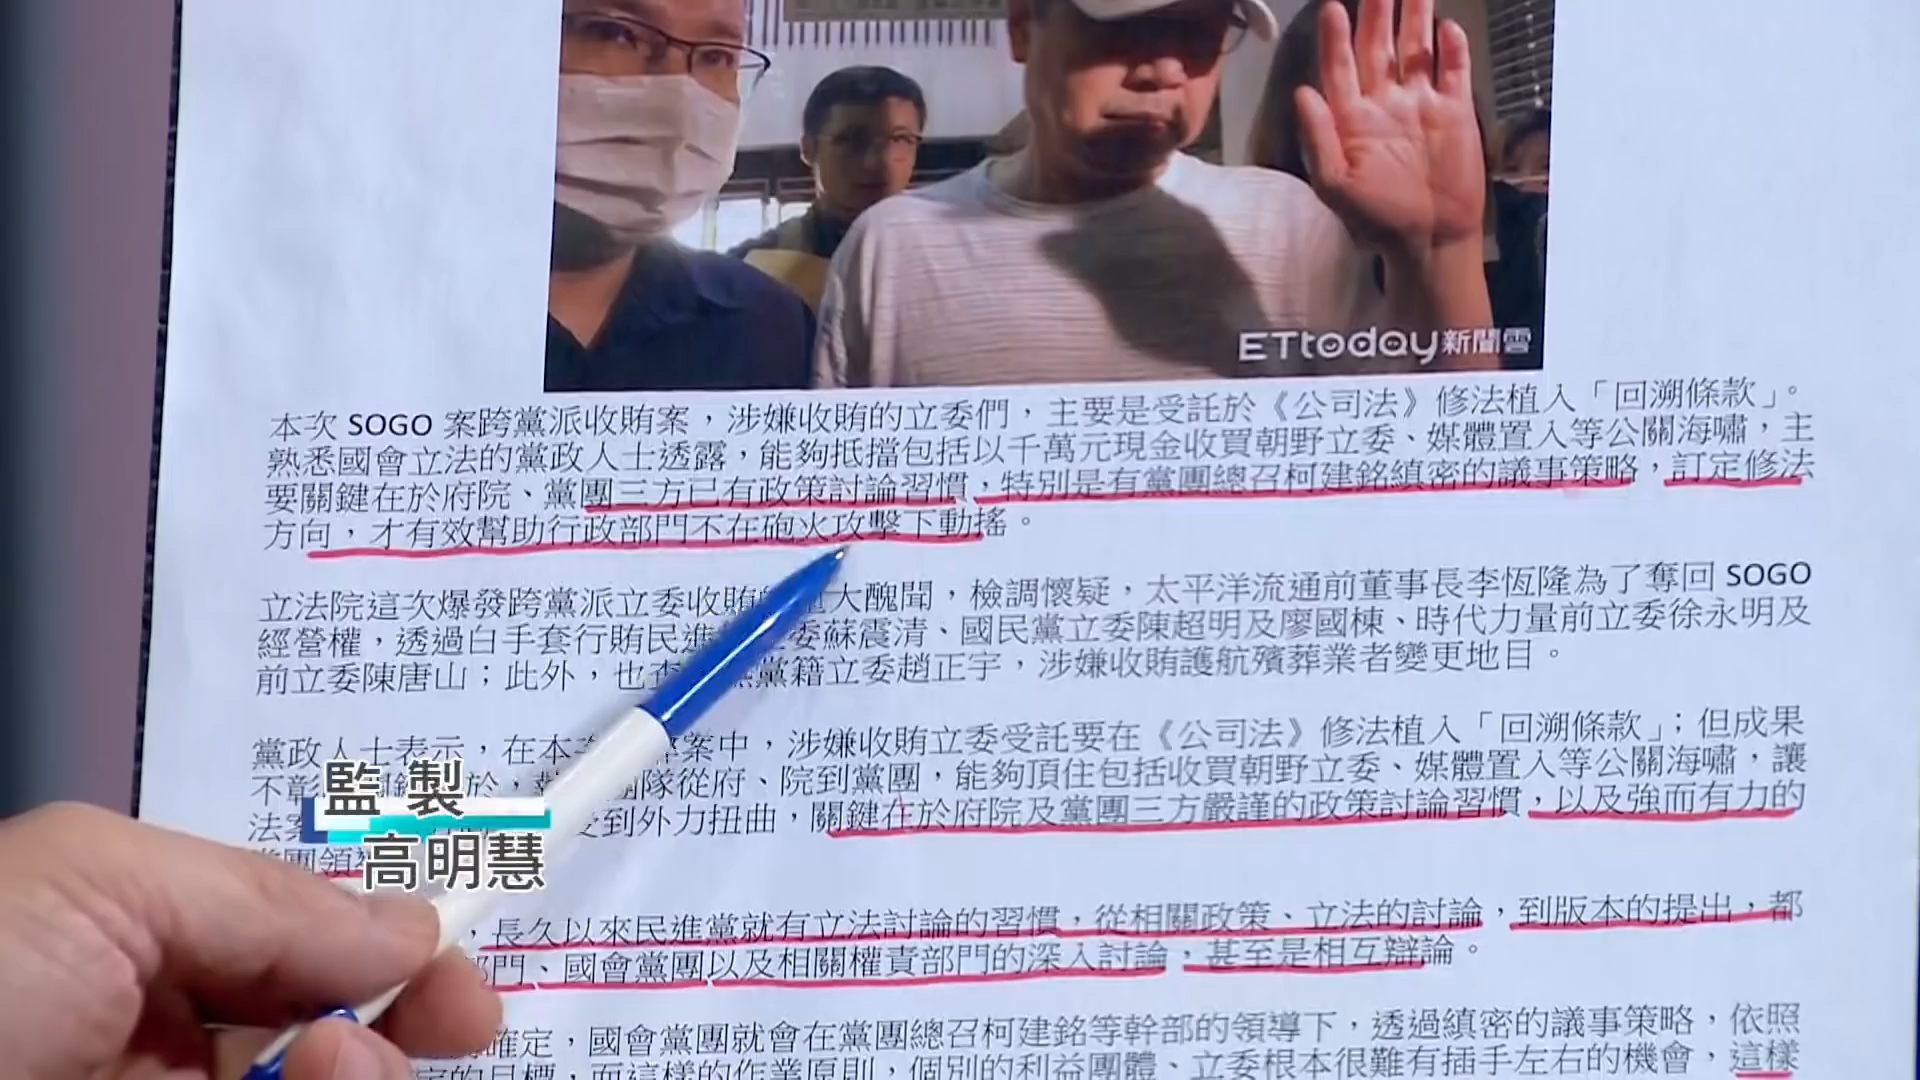 ETtoday新聞雲
本次 SOGO 案跨黨派收賄案，涉嫌收賄的立委們，主要是受託於《公司法》修法植入「回溯條款」。
熟悉國會立法的黨政人士透露，能夠抵擋包括以千萬元現金收買朝野立委、媒體置入等公關海嘯，主
要關鍵在於府院、黨團三方已有政策討論習慣，特別是有黨團總召柯建銘縝密的議事策略，訂定修法
方向，才有效幫助行政部門不在砲火攻擊下動搖。
立法院這次爆發跨黨派立委收賄大醜聞，檢調懷疑，太平洋流通前董事長李恆隆為了奪回 SOGO
經營權，透過白手套行賄民進委蘇震清、國民黨立委陳超明及廖國棟、時代力量前立委徐永明及
前立委陳唐山；此外，也黨籍立委趙正宇，涉嫌收賄護航殯葬業者變更地目。
黨政人士表示，在本案中，涉嫌收賄立委受託要在《公司法》修法植入「回溯條款」；但成果
不彰於，團隊從府、院到黨團，能夠頂住包括收買朝野立委、媒體置入等公關海嘯，讓
法案受到外力扭曲，關鍵在於府院及黨團三方嚴謹的政策討論習慣，以及強而有力的
監製
高明慧
，長久以來民進黨就有立法討論的習慣，從相關政策、立法的討論，到版本的提出，都
部門、國會黨團以及相關權責部門的深入討論，甚至是相互辯論。
確定，國會黨團就會在黨團總召柯建銘等幹部的領導下，透過縝密的議事策略，依照
的目標，而這樣的作業原則，個別的利益團體、立委根本很難有插手左右的機會，這樣